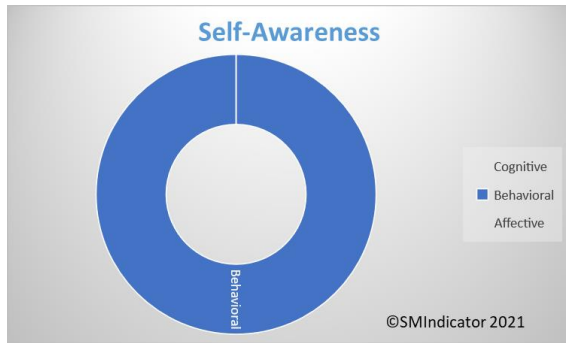 Self-Awareness
Cognitive
Behavioral
Affective
Behavioral
©SMIndicator 2021